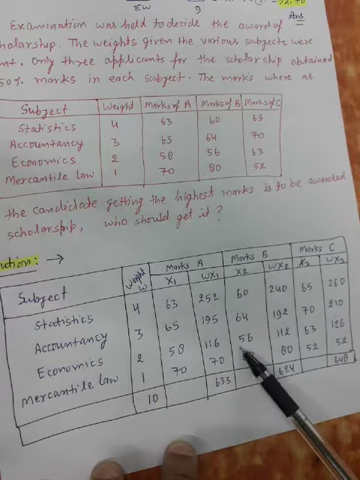 Σw 9
Ans
Examination was held to decide the award of
holarship. The weights given the various subjects were
nt. Only three applicants for the scholarship obtained
50% marks in each subject. The marks where as
Subject Weight Marks of A Marks of B Marks of C
Statistics 4 63 60 65
Accountancy 3 65 64 70
Economics 2 58 56 63
Mercantile Law 1 70 80 52
the candidate getting the highest marks is to be awarded
scholarship, who should get it?
ution: →
Subject Weight W Marks A Marks B Marks C
X1 WX1 X2 WX2 X3 WX3
Statistics 4 63 252 60 240 65 260
Accountancy 3 65 195 64 192 70 210
Economics 2 58 116 56 112 63 126
Mercantile Law 1 70 70 80 52 52
10 633 624 648